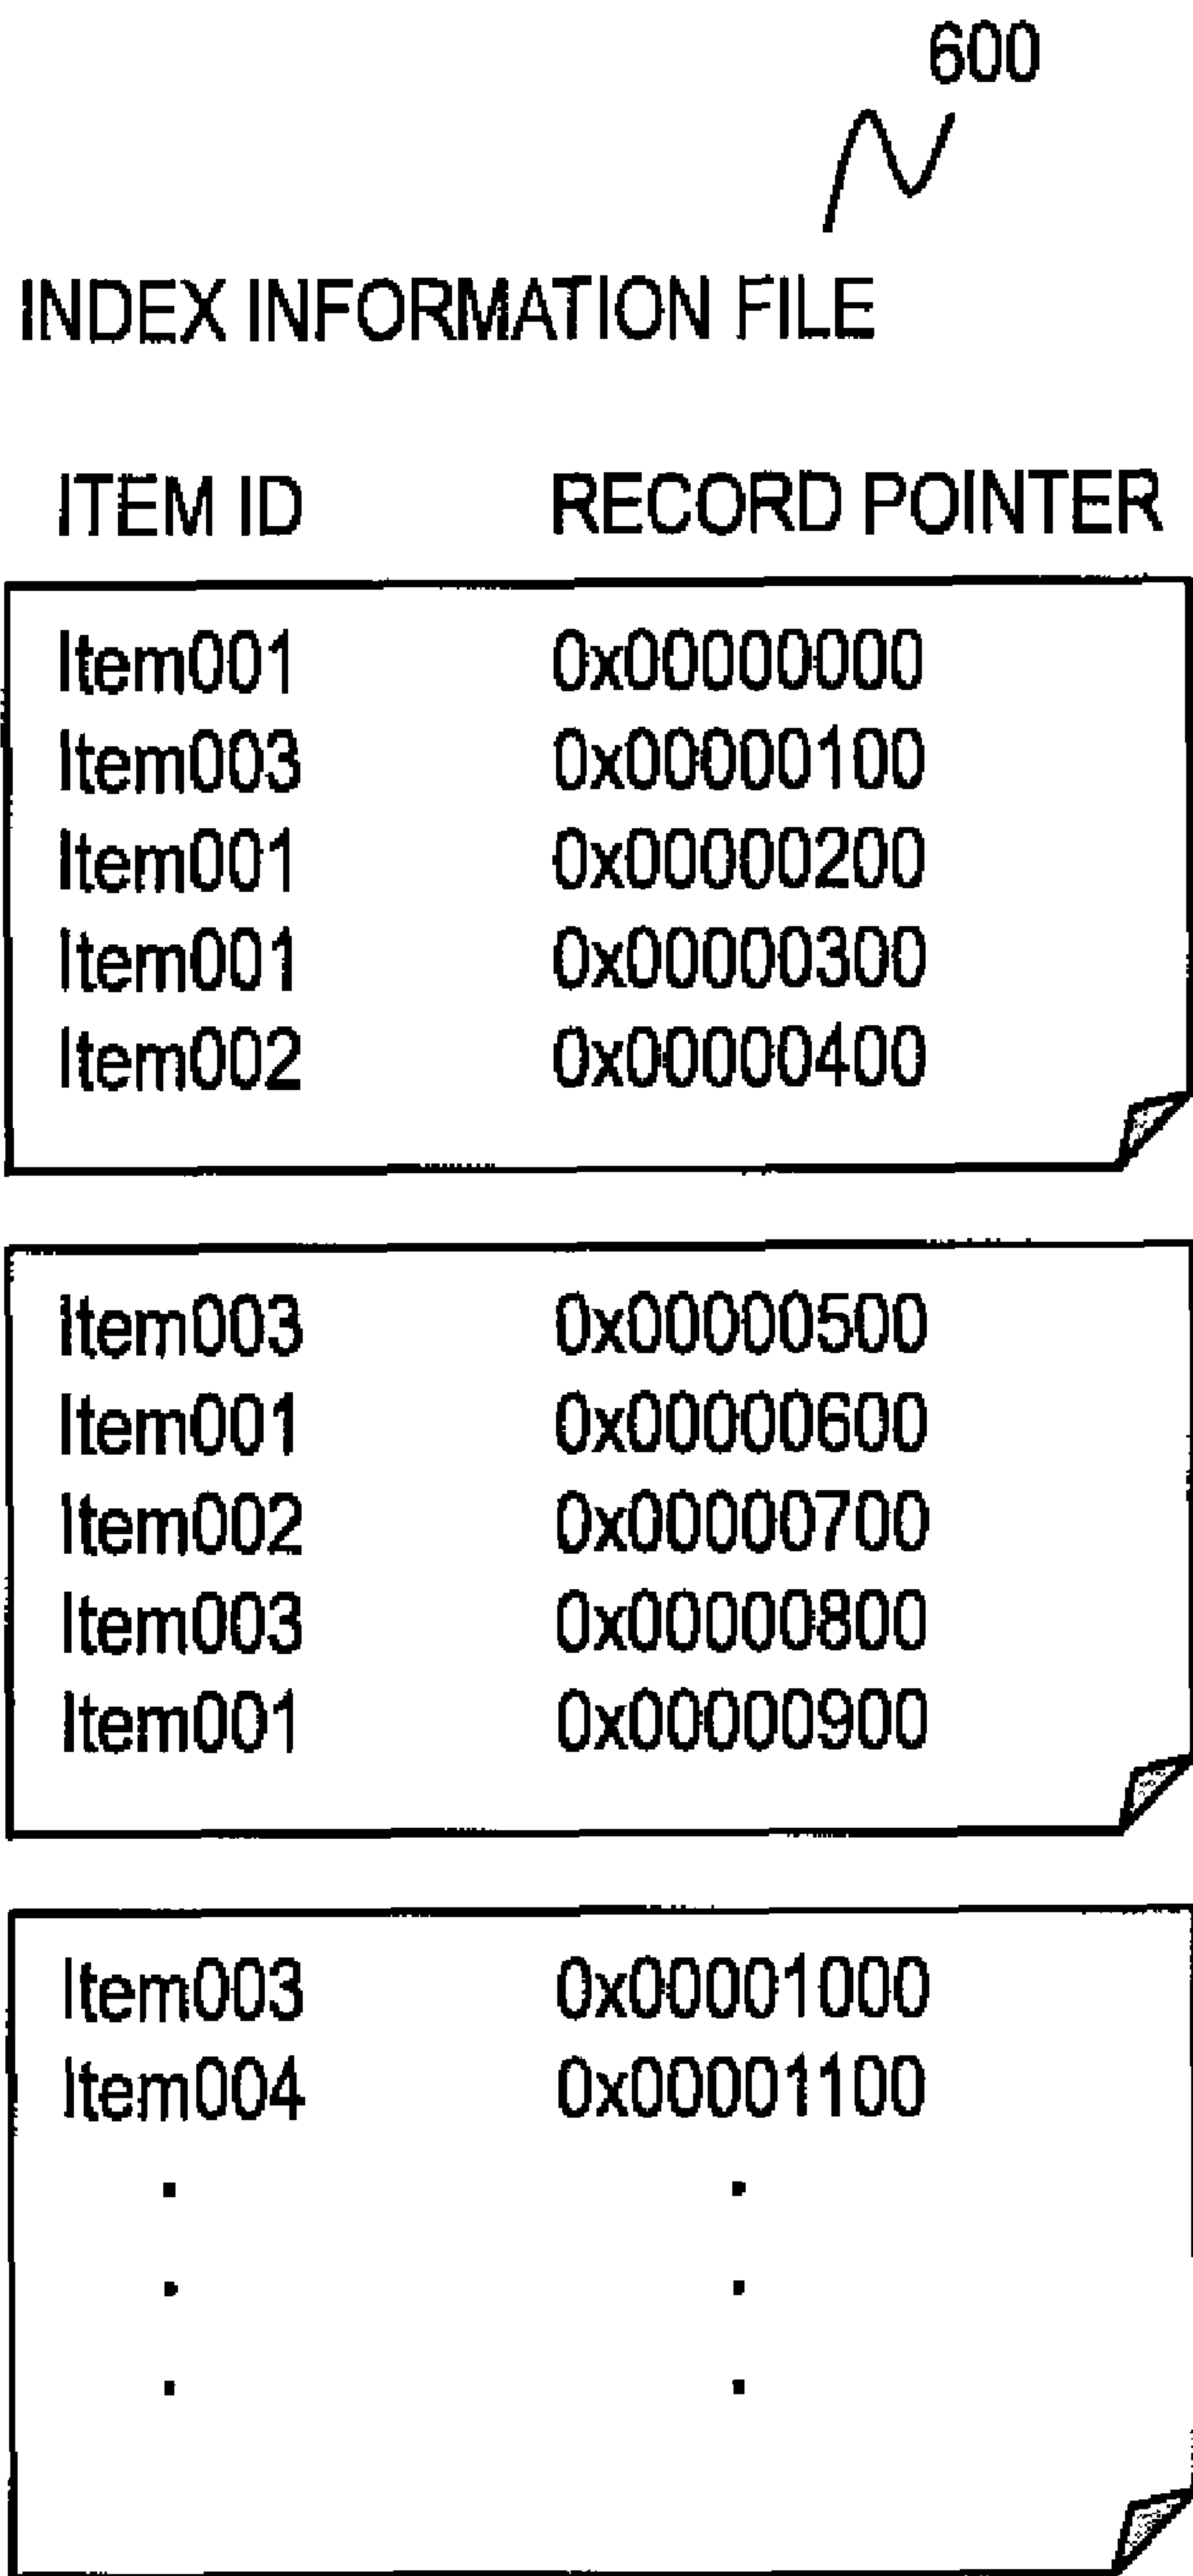 600
INDEX INFORMATION FILE
ITEM ID RECORD POINTER
Item001 0x00000000
Item003 0x00000100
Item001 0x00000200
Item001 0x00000300
Item002 0x00000400
Item003 0x00000500
Item001 0x00000600
Item002 0x00000700
Item003 0x00000800
Item001 0x00000900
Item003 0x00001000
Item004 0x00001100
. .
. .
. .